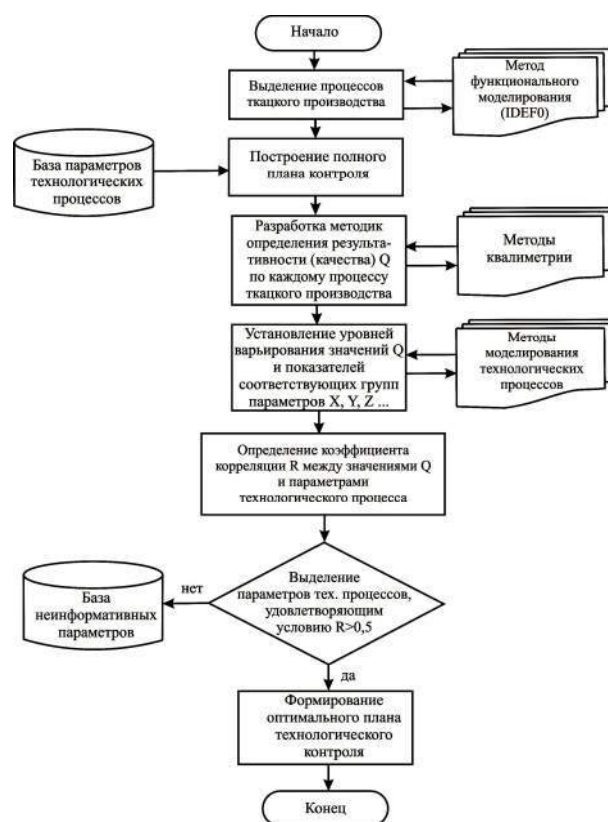 Начало
Выделение процессов
ткацкого производства
Метод
функционального
моделирования
(IDEF0)
База параметров
технологических
процессов
Построение полного
плана контроля
Разработка методик
определения результа-
тивности (качества) Q
по каждому процессу
ткацкого производства
Методы
квалиметрии
Установление уровней
варьирования значений Q
и показателей
соответствующих групп
параметров X, Y, Z ...
Методы
моделирования
технологических
процессов
Определение коэффициента
корреляции R между значениями Q
и параметрами
технологического процесса
Выделение
параметров тех. процессов,
удовлетворяющим
условию R>0,5
нет
База
неинформативных
параметров
да
Формирование
оптимального плана
технологического
контроля
Конец